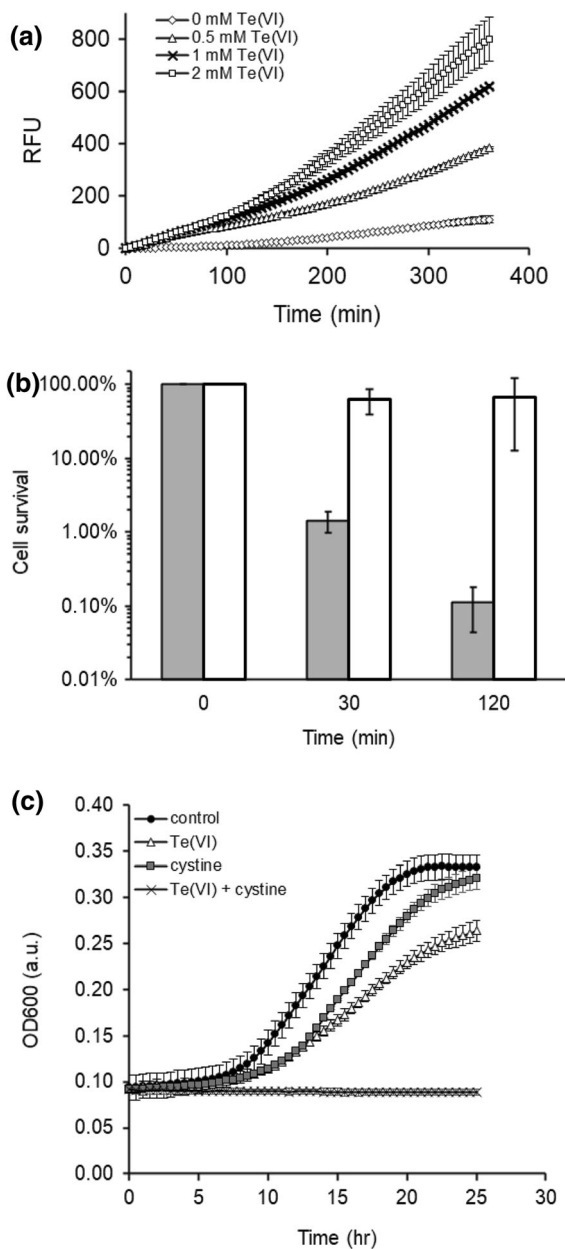 (a)
0 mM Te(VI)
0.5 mM Te(VI)
1 mM Te(VI)
2 mM Te(VI)
800
600
400
200
0
RFU
0 100 200 300 400
Time (min)
(b)
100.00%
10.00%
1.00%
0.10%
0.01%
Cell survival
0 30 120
Time (min)
(c)
control
Te(VI)
cystine
Te(VI) + cystine
0.40
0.35
0.30
0.25
0.20
0.15
0.10
0.05
0.00
OD600 (a.u.)
0 5 10 15 20 25 30
Time (hr)